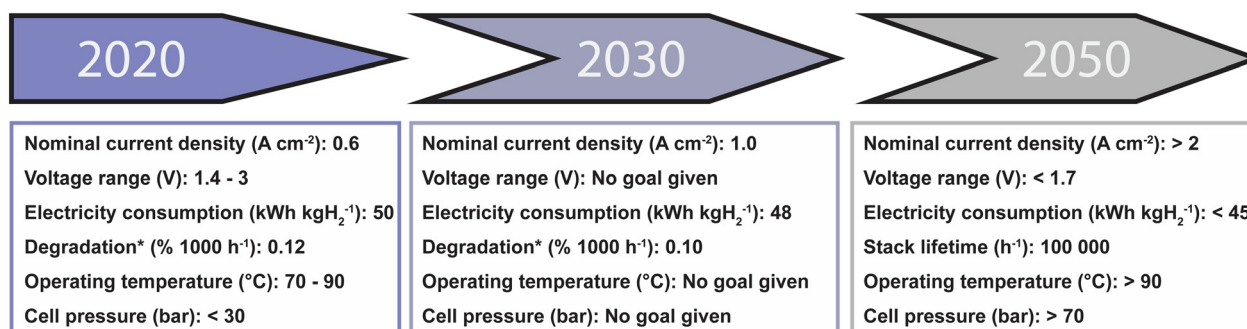 2020
Nominal current density (A cm⁻²): 0.6
Voltage range (V): 1.4 - 3
Electricity consumption (kWh kgH₂⁻¹): 50
Degradation* (% 1000 h⁻¹): 0.12
Operating temperature (°C): 70 - 90
Cell pressure (bar): < 30
2030
Nominal current density (A cm⁻²): 1.0
Voltage range (V): No goal given
Electricity consumption (kWh kgH₂⁻¹): 48
Degradation* (% 1000 h⁻¹): 0.10
Operating temperature (°C): No goal given
Cell pressure (bar): No goal given
2050
Nominal current density (A cm⁻²): > 2
Voltage range (V): < 1.7
Electricity consumption (kWh kgH₂⁻¹): < 45
Stack lifetime (h⁻¹): 100 000
Operating temperature (°C): > 90
Cell pressure (bar): > 70